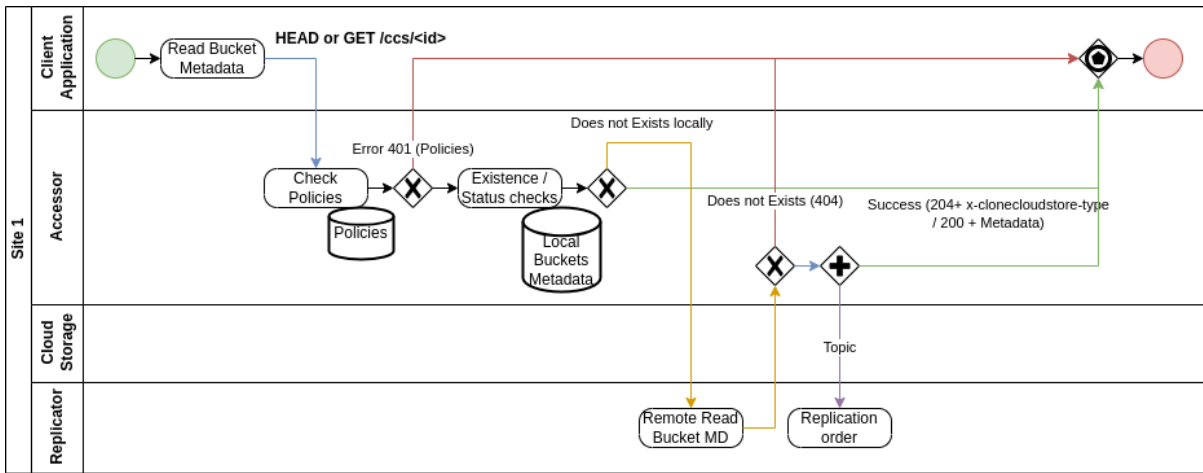 Site 1
Client
Application
Read Bucket
Metadata
HEAD or GET /ccs/<id>
Accessor
Does not Exists locally
Error 401 (Policies)
Check
Policies
Existence /
Status checks
Policies
Local
Buckets
Metadata
Does not Exists (404)
Success (204+ x-clonecloudstore-type
/ 200 + Metadata)
Cloud
Storage
Topic
Replicator
Remote Read
Bucket MD
Replication
order